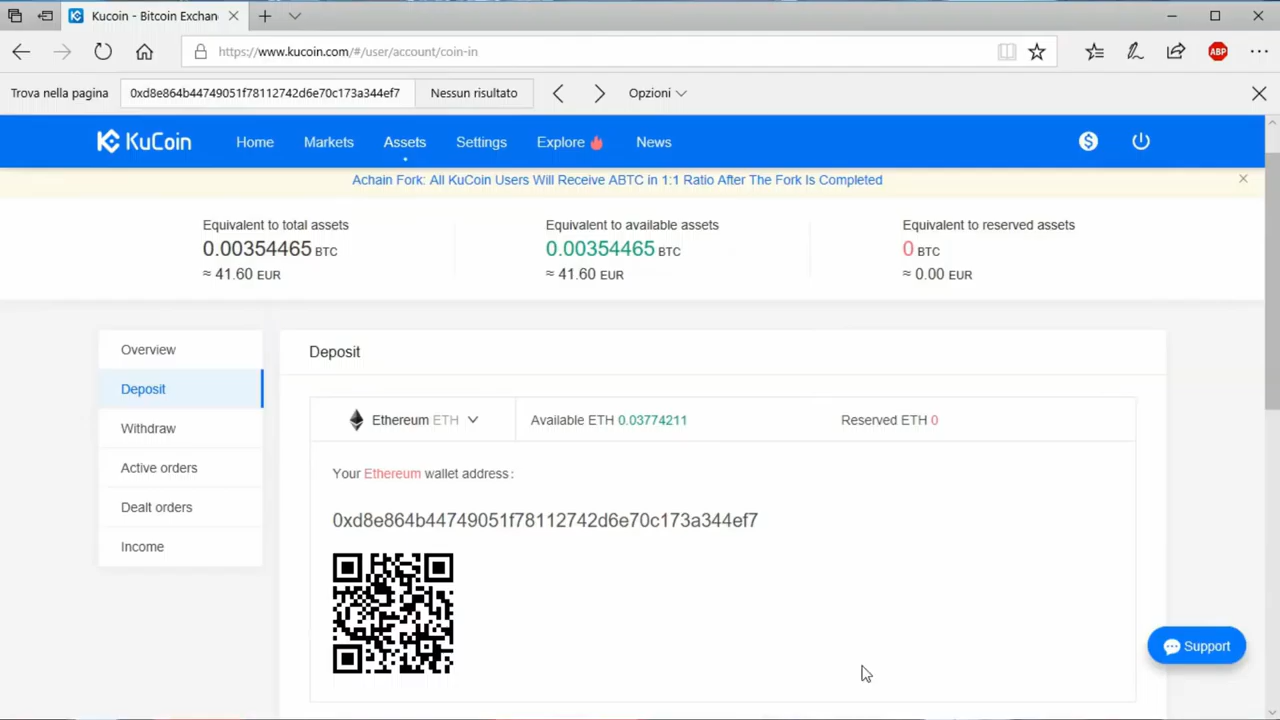 Kucoin - Bitcoin Exchan
https://www.kucoin.com/#/user/account/coin-in
ABP
Trova nella pagina 0xd8e864b44749051f78112742d6e70c173a344ef7 Nessun risultato Opzioni
KuCoin Home Markets Assets Settings Explore News
Achain Fork: All KuCoin Users Will Receive ABTC in 1:1 Ratio After The Fork Is Completed
Equivalent to total assets
0.00354465 BTC
≈ 41.60 EUR
Equivalent to available assets
0.00354465 BTC
≈ 41.60 EUR
Equivalent to reserved assets
0 BTC
≈ 0.00 EUR
Overview
Deposit
Withdraw
Active orders
Dealt orders
Income
Deposit
Ethereum ETH Available ETH 0.03774211 Reserved ETH 0
Your Ethereum wallet address:
0xd8e864b44749051f78112742d6e70c173a344ef7
Support